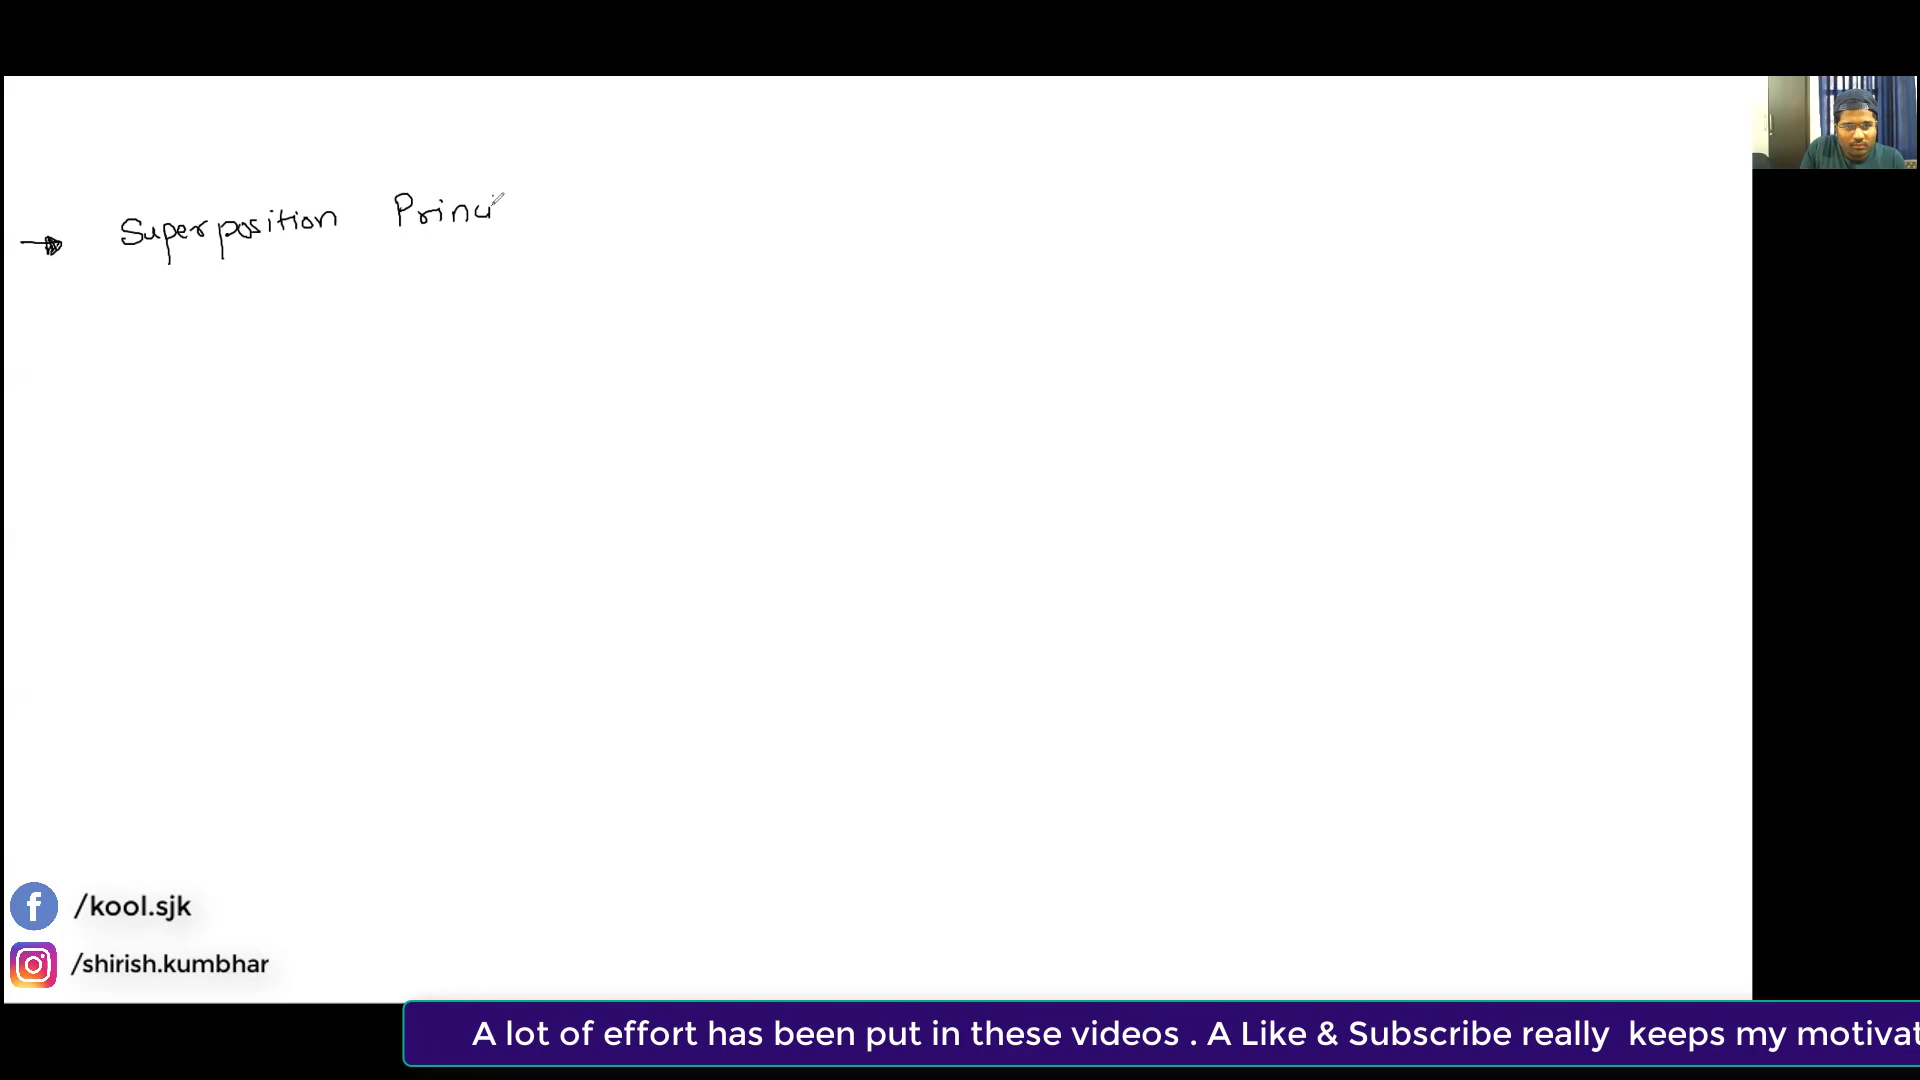 Superposition Princi
/kool.sjk
/shirish.kumbhar
A lot of effort has been put in these videos . A Like & Subscribe really keeps my motivat